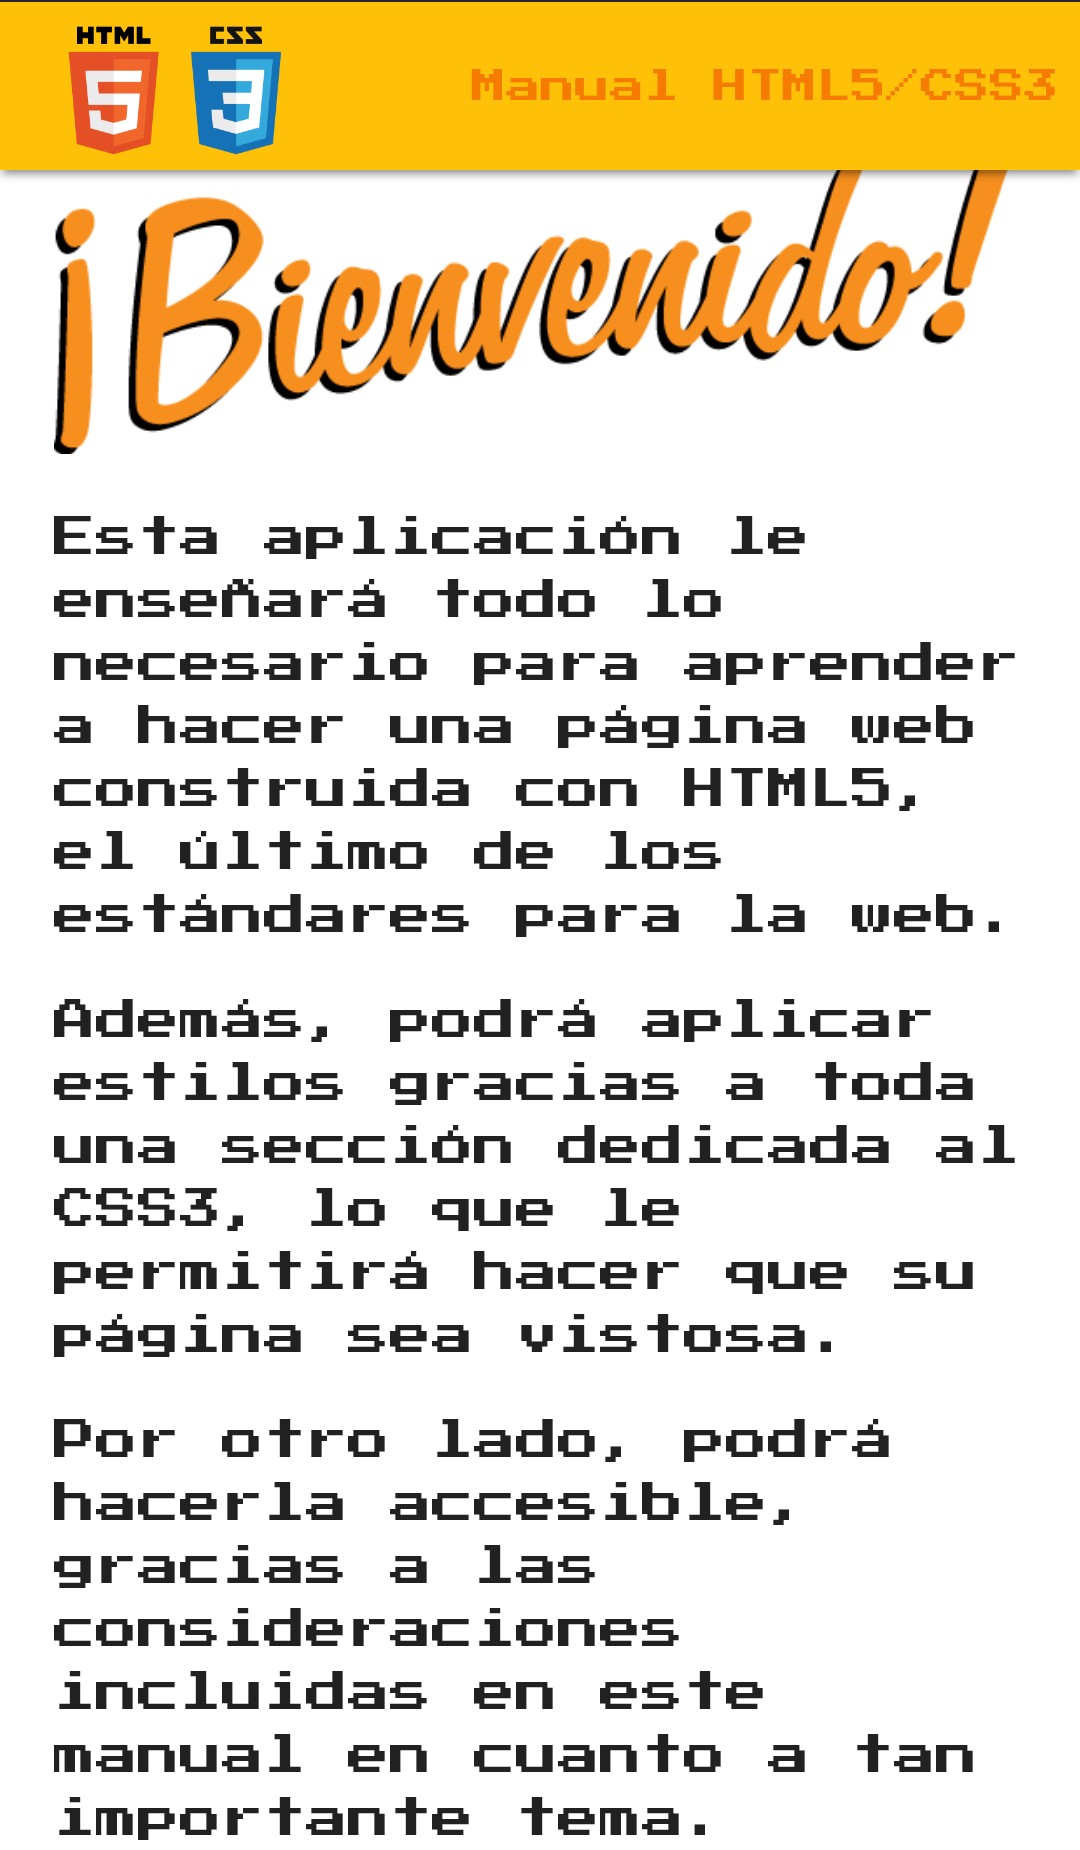 HTML CSS
5 3
Manual HTML5/CSS3
¡Bienvenido!
Esta aplicación le
enseñará todo lo
necesario para aprender
a hacer una página web
construida con HTML5,
el último de los
estándares para la web.
Además, podrá aplicar
estilos gracias a toda
una sección dedicada al
CSS3, lo que le
permitirá hacer que su
página sea vistosa.
Por otro lado, podrá
hacerla accesible,
gracias a las
consideraciones
incluidas en este
manual en cuanto a tan
importante tema.